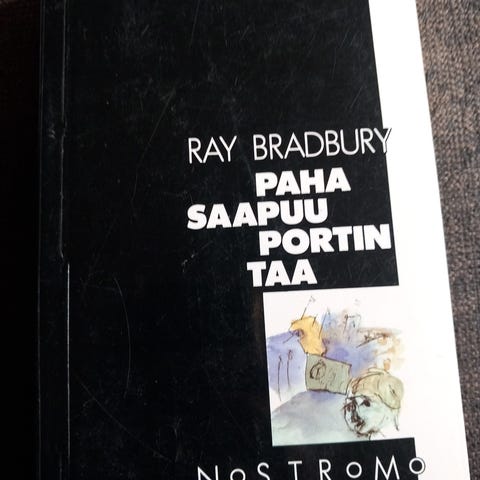 RAY BRADBURY
PAHA
SAAPUU
PORTIN
TAA
NoSTRoMo